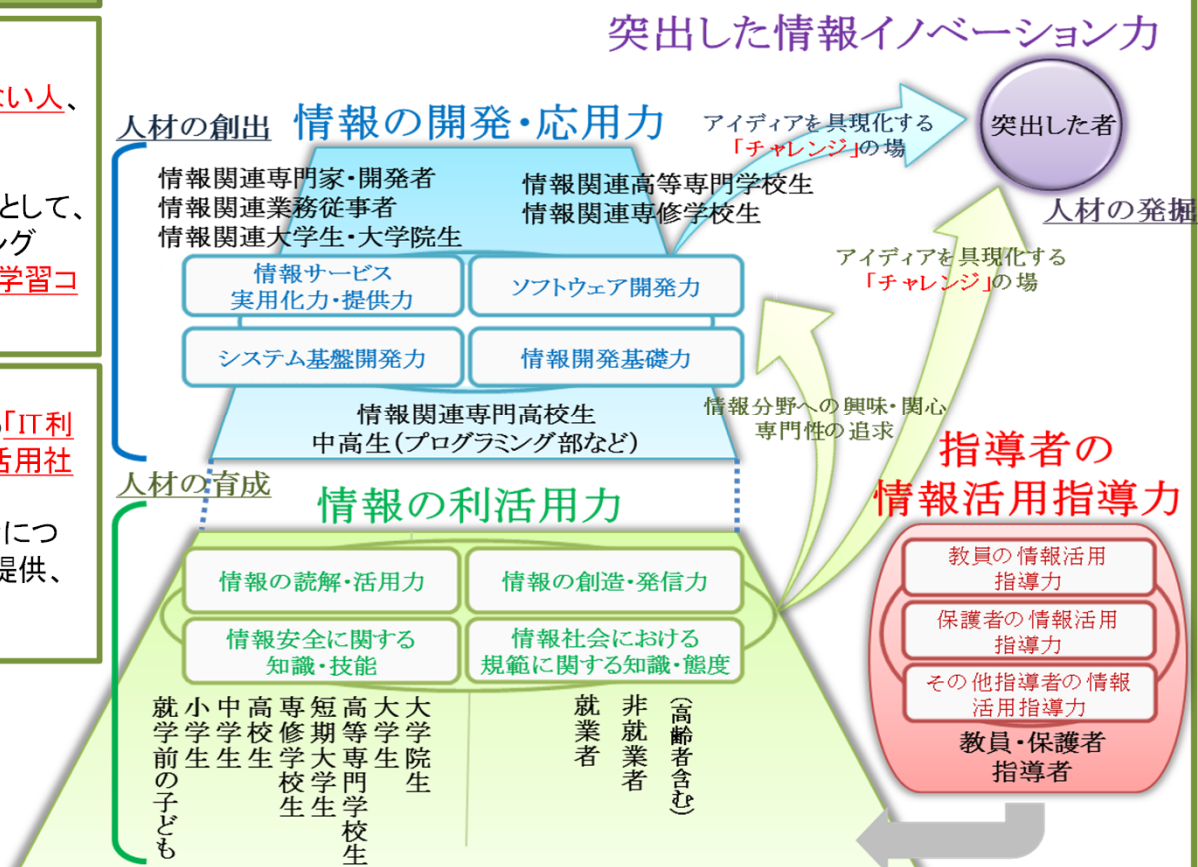 ない人、
として、
ング
学習コ
「IT利
活用社
につ
提供、
突出した情報イノベーション力
突出した者
人材の発掘
アイディアを具現化する
「チャレンジ」の場
アイディアを具現化する
「チャレンジ」の場
人材の創出
情報の開発・応用力
情報関連専門家・開発者
情報関連業務従事者
情報関連大学生・大学院生
情報関連高等専門学校生
情報関連専修学校生
情報サービス
実用化力・提供力
ソフトウェア開発力
システム基盤開発力
情報開発基礎力
情報関連専門高校生
中高生(プログラミング部など)
情報分野への興味・関心
専門性の追求
人材の育成
情報の利活用力
情報の読解・活用力
情報の創造・発信力
情報安全に関する
知識・技能
情報社会における
規範に関する知識・態度
就学前の子ども
小学生
中学生
高校生
専修学校生
短期大学生
高等専門学校生
大学生
大学院生
就業者
非就業者
(高齢者含む)
指導者の
情報活用指導力
教員の情報活用
指導力
保護者の情報活用
指導力
その他指導者の情報
活用指導力
教員・保護者
指導者